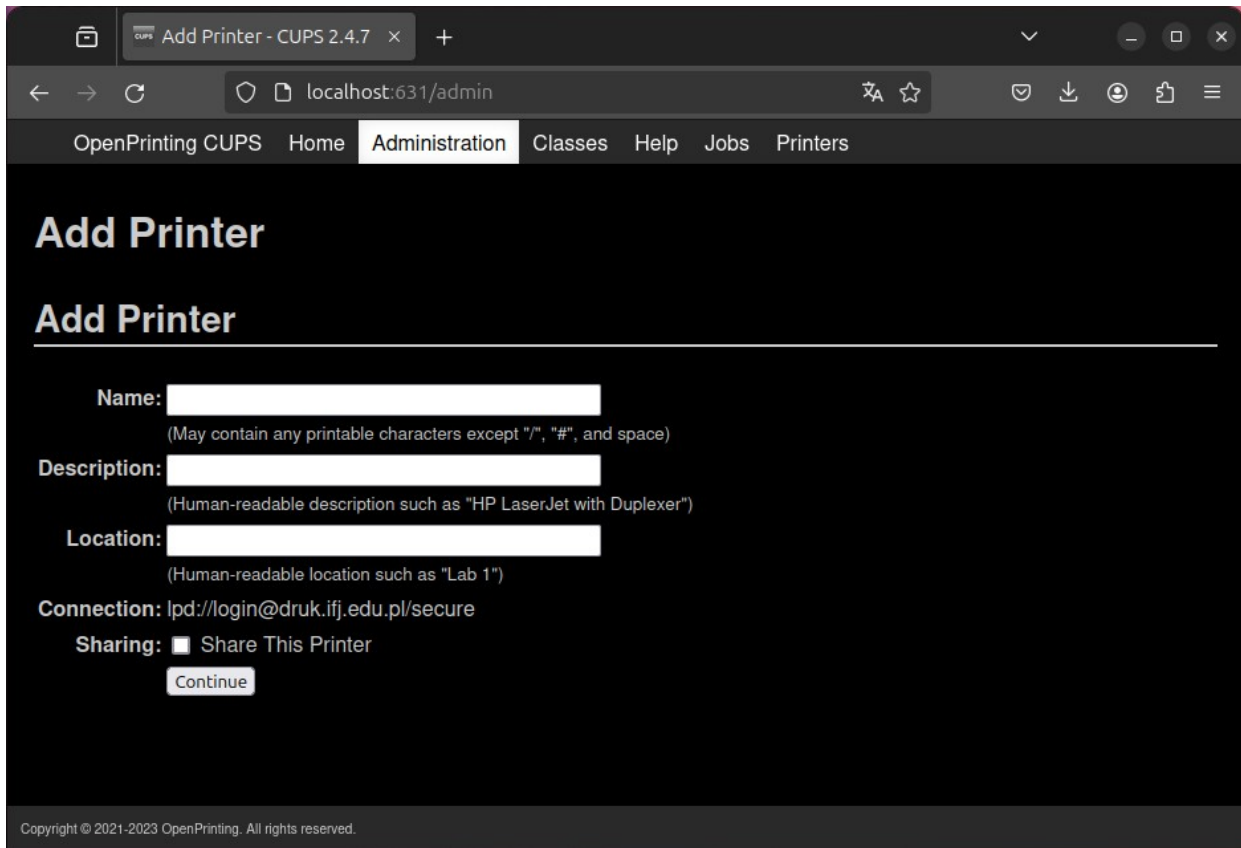 CUPS Add Printer - CUPS 2.4.7
localhost:631/admin
OpenPrinting CUPS Home Administration Classes Help Jobs Printers
Add Printer
Add Printer
Name:
(May contain any printable characters except "/", "#", and space)
Description:
(Human-readable description such as "HP LaserJet with Duplexer")
Location:
(Human-readable location such as "Lab 1")
Connection: lpd://login@druk.ifj.edu.pl/secure
Sharing: Share This Printer
Continue
Copyright © 2021-2023 OpenPrinting. All rights reserved.